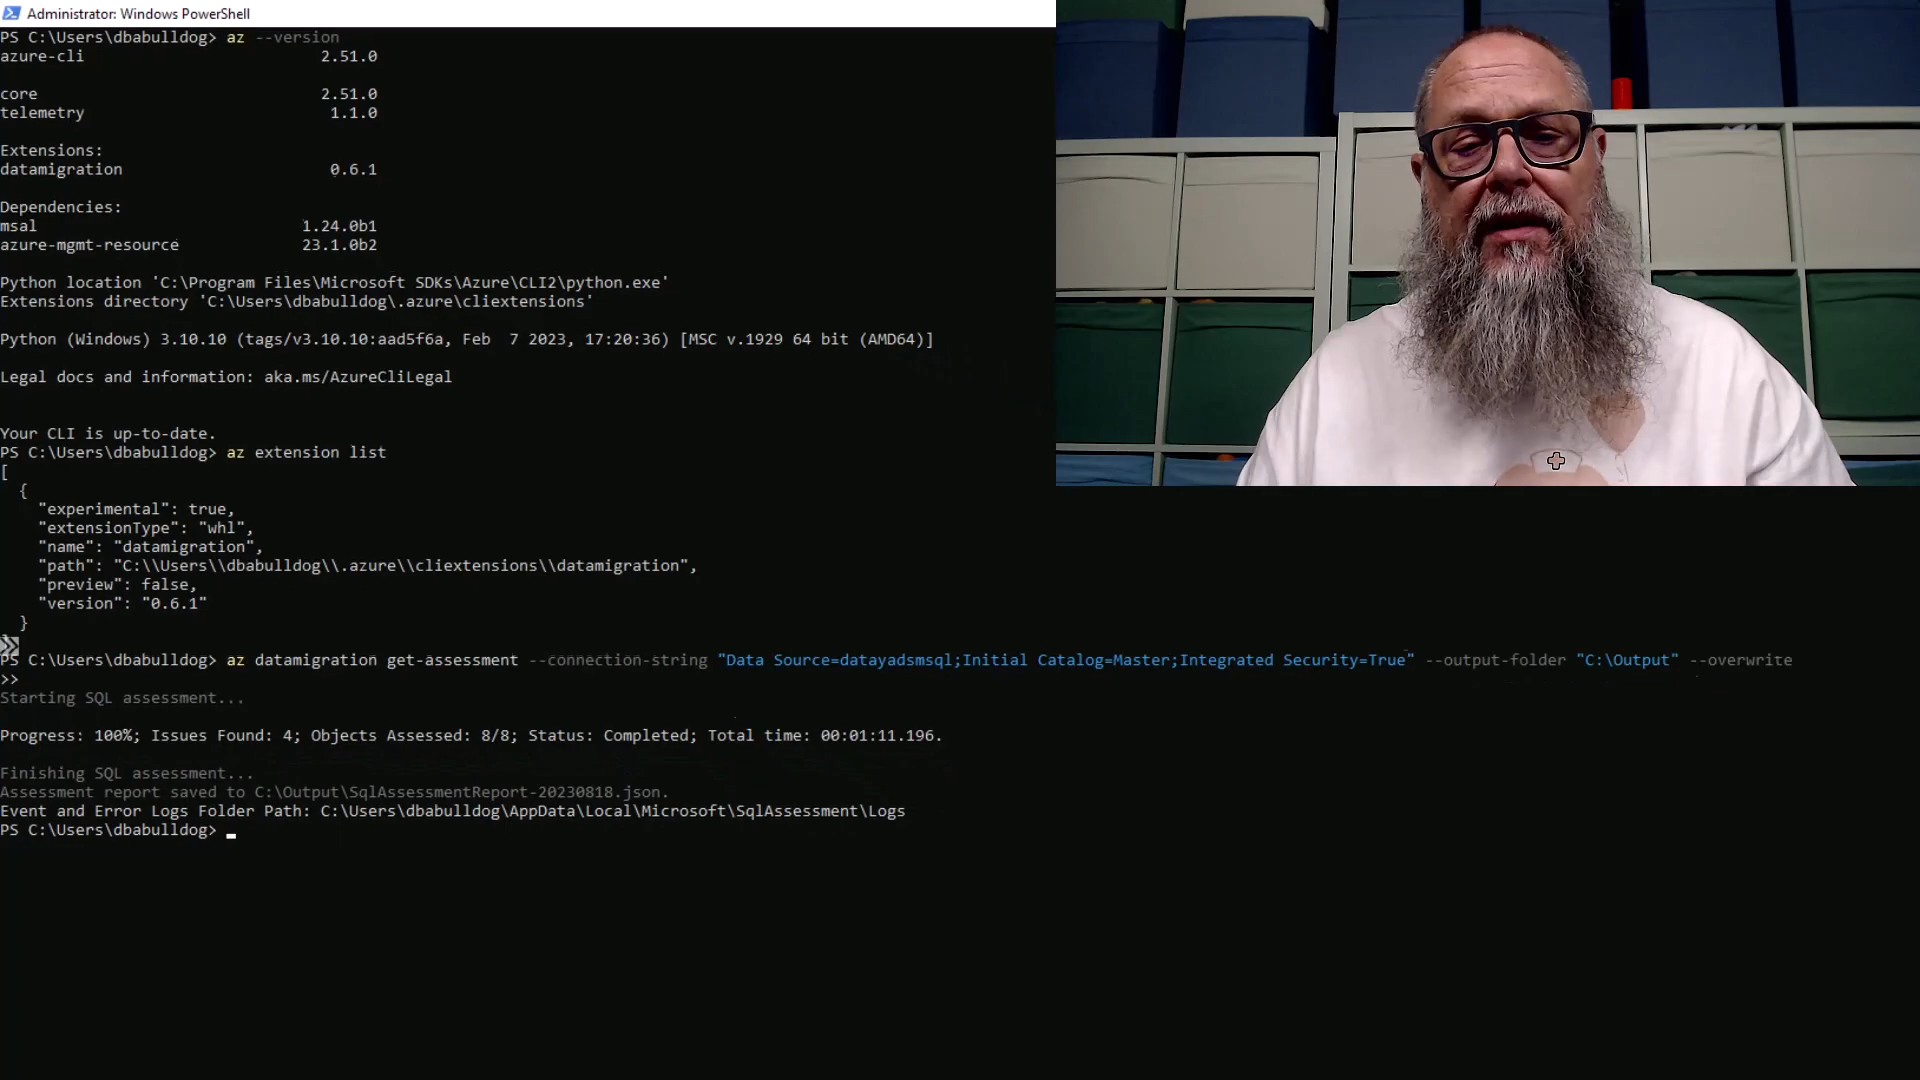 Administrator: Windows PowerShell
PS C:\Users\dbabulldog> az --version
azure-cli 2.51.0
core 2.51.0
telemetry 1.1.0
Extensions:
datamigration 0.6.1
Dependencies:
msal 1.24.0b1
azure-mgmt-resource 23.1.0b2
Python location 'C:\Program Files\Microsoft SDKs\Azure\CLI2\python.exe'
Extensions directory 'C:\Users\dbabulldog\.azure\cliextensions'
Python (Windows) 3.10.10 (tags/v3.10.10:aad5f6a, Feb  7 2023, 17:20:36) [MSC v.1929 64 bit (AMD64)]
Legal docs and information: aka.ms/AzureCliLegal
Your CLI is up-to-date.
PS C:\Users\dbabulldog> az extension list
[
{
"experimental": true,
"extensionType": "whl",
"name": "datamigration",
"path": "C:\\Users\\dbabulldog\\.azure\\cliextensions\\datamigration",
"preview": false,
"version": "0.6.1"
}
PS C:\Users\dbabulldog> az datamigration get-assessment --connection-string "Data Source=datayadsmsql;Initial Catalog=Master;Integrated Security=True" --output-folder "C:\Output" --overwrite
>>
Starting SQL assessment...
Progress: 100%; Issues Found: 4; Objects Assessed: 8/8; Status: Completed; Total time: 00:01:11.196.
Finishing SQL assessment...
Assessment report saved to C:\Output\SqlAssessmentReport-20230818.json.
Event and Error Logs Folder Path: C:\Users\dbabulldog\AppData\Local\Microsoft\SqlAssessment\Logs
PS C:\Users\dbabulldog>